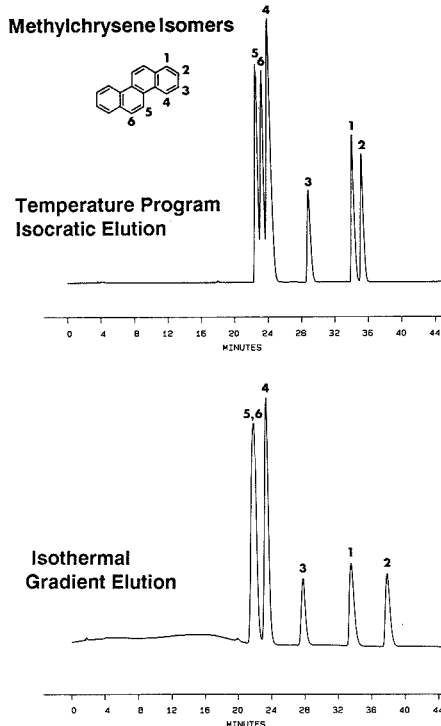 Methylchrysene Isomers
1
2
3
4
5
6
Temperature Program
Isocratic Elution
5
6
4
3
1
2
0 4 8 12 16 20 24 28 32 36 40 44
MINUTES
Isothermal
Gradient Elution
5,6
4
3
1
2
0 4 8 12 16 20 24 28 32 36 40 44
MINUTES